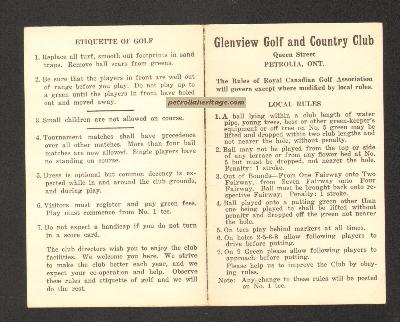 ETIQUETTE OF GOLF
1. Replace all turf, smooth out footprints in sand
traps. Remove ball scars from greens.
2. Be sure that the players in front are well out
of range before you play. Do not play up to
a green until the players in front have holed
out and moved away.
petroliaheritage.com
3. Small children are not allowed on course.
4. Tournament matches shall have precedence
over all other matches. More than four ball
matches are now allowed. Single players have
no standing on course.
5. Dress is optional but common decency is ex-
pected while in and around the club grounds,
and during play.
6. Visitors must register and pay green fees.
Play must commence from No. 1 tee.
7. Do not expect a handicap if you do not turn
in a score card.
The club directors wish you to enjoy the club
facilities. We welcome you here. We strive
to make the club better each year, and we
expect your co-operation and help. Observe
these rules and etiquette of golf and we will
do the rest.
Glenview Golf and Country Club
Queen Street
PETROLIA, ONT.
The Rules of Royal Canadian Golf Association
will govern except where modified by local rules.
LOCAL RULES
1. A ball lying within a club length of water
pipe, young trees, hose or other green-keeper's
equipment or off tree on No. 5 green may be
lifted and dropped within two club lengths and
not nearer the hole, without penalty.
2. Ball may not be played from the top or side
of any burrer or from any flower bed at No.
5 but must be dropped, not nearer the hole.
Penalty: 1 stroke.
3. Out of Bounds—From One Fairway onto Two
Fairway, from Seven Fairway onto Four
Fairway. Ball must be brought back onto re-
spective Fairway. Penalty: 1 stroke.
4. Ball played onto a putting green other than
one being played to shall be lifted without
penalty and dropped off the green not nearer
the hole.
5. On tees play behind markers at all times.
6. On holes 2-5-6-8 allow following players to
drive before putting.
7. On 9 Green please allow following players to
approach before putting.
Please help us to improve the Club by obey-
ing rules.
Note: Any change to these rules will be posted
at No. 1 tee.